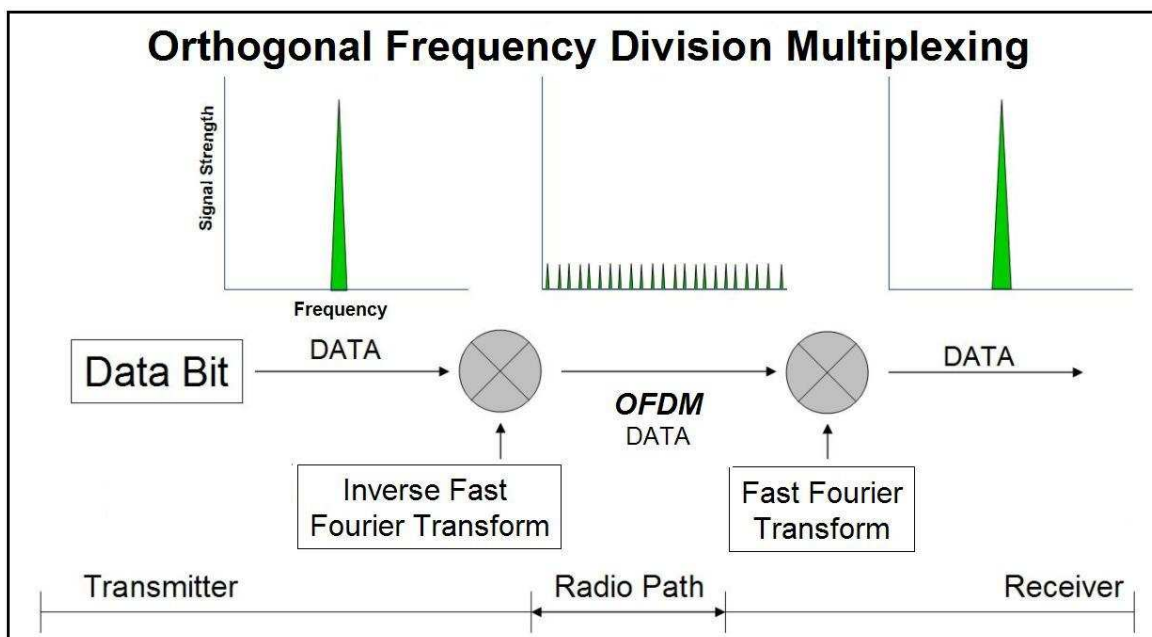 Orthogonal Frequency Division Multiplexing
Signal Strength
Frequency
Data Bit
DATA
OFDM
DATA
DATA
Inverse Fast
Fourier Transform
Fast Fourier
Transform
Transmitter
Radio Path
Receiver